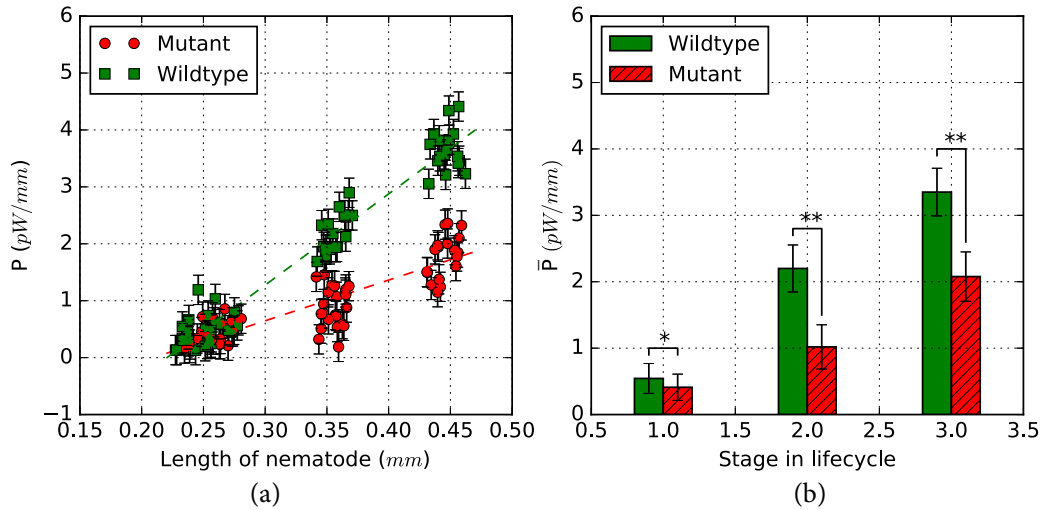 6
5
4
3
2
1
0
−1
P (pW/mm)
Mutant
Wildtype
0.15 0.20 0.25 0.30 0.35 0.40 0.45 0.50
Length of nematode (mm)
(a)
6
5
4
3
2
1
0
P̄ (pW/mm)
Wildtype
Mutant
*
**
**
0.5 1.0 1.5 2.0 2.5 3.0 3.5
Stage in lifecycle
(b)